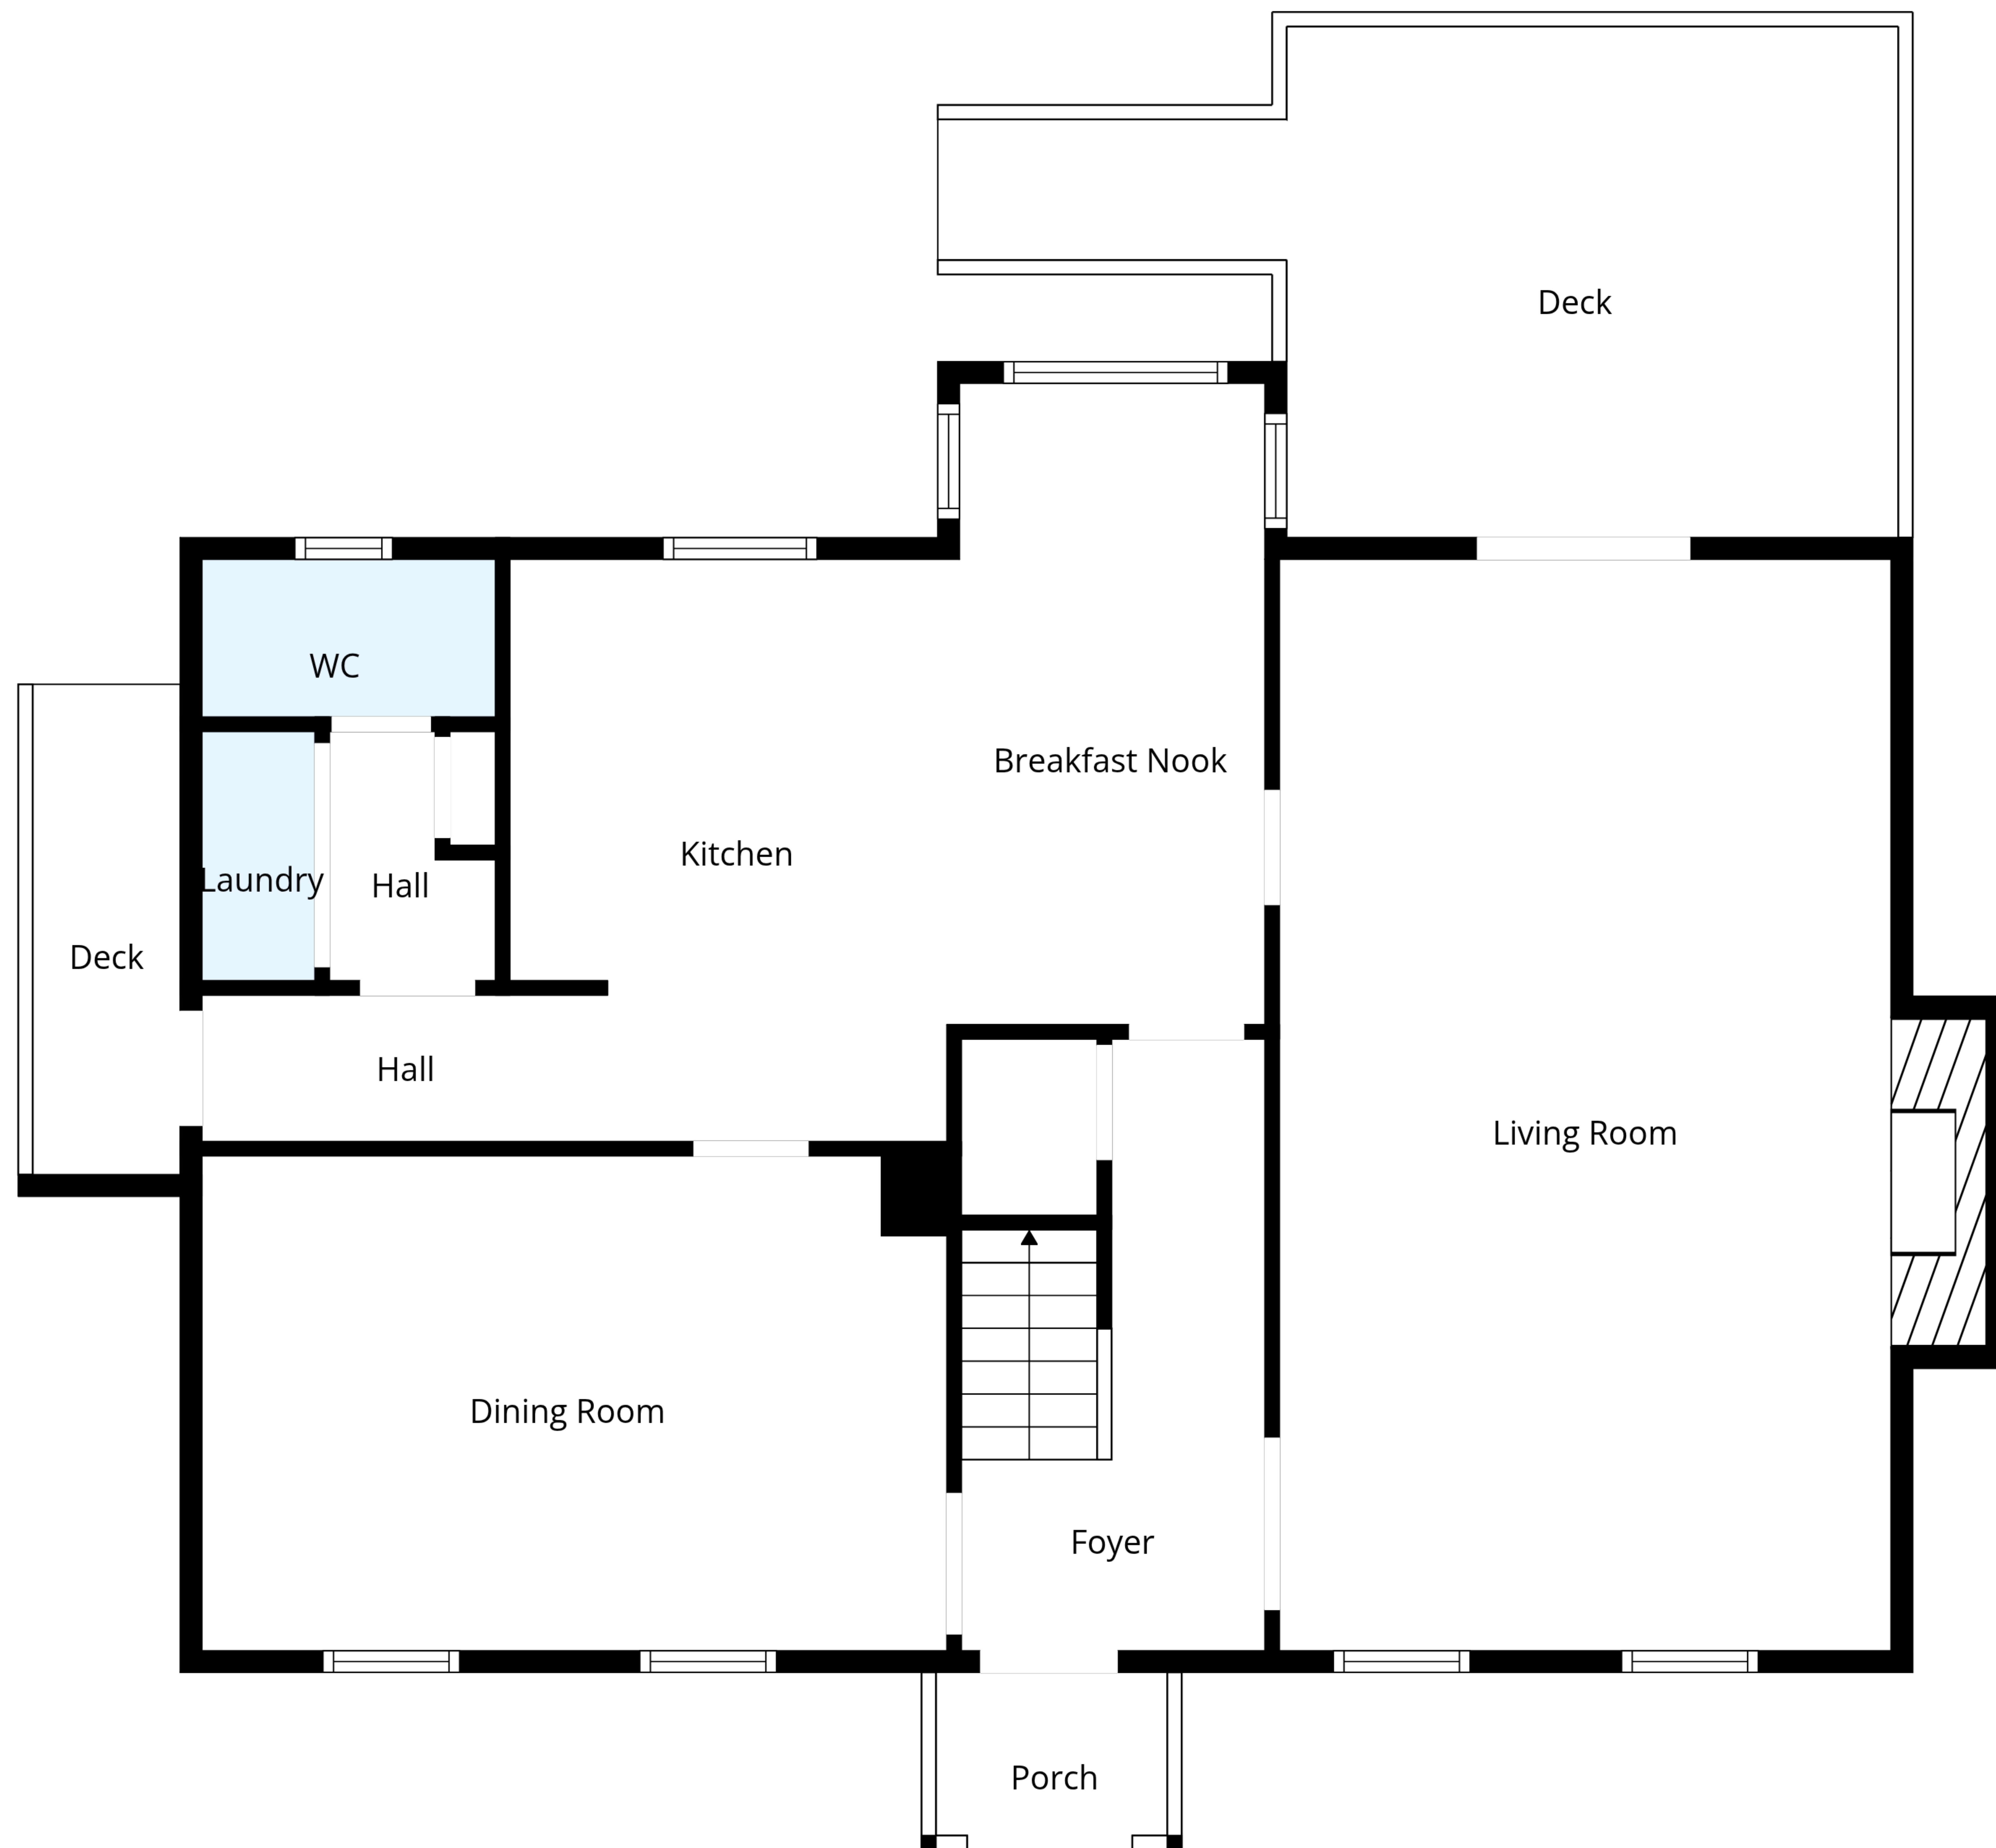 Deck
WC
Breakfast Nook
Kitchen
Laundry
Hall
Deck
Hall
Living Room
Dining Room
Foyer
Porch